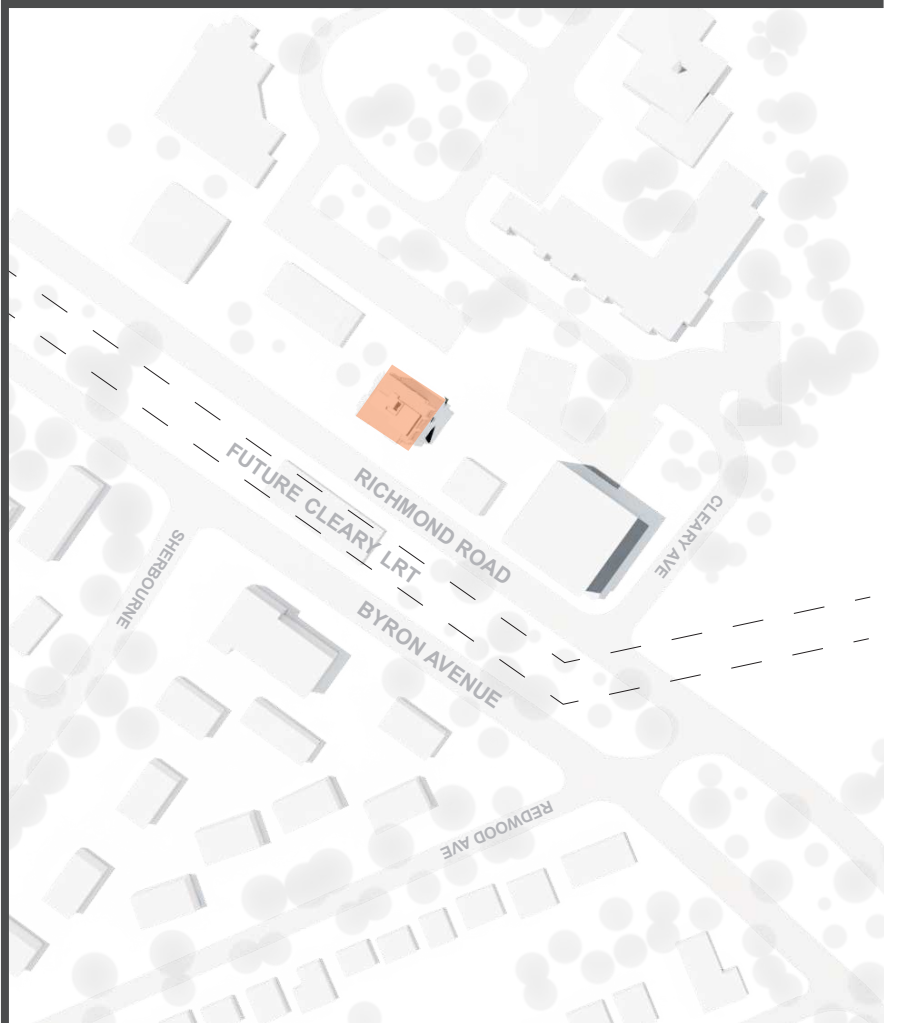 FUTURE CLEARY LRT
RICHMOND ROAD
CLEARY AVE
SHERBOURNE
BYRON AVENUE
REDWOOD AVE